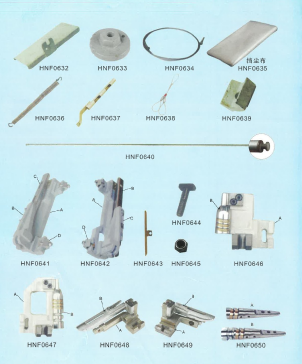 HNF0632
HNF0633
HNF0634
挡尘布
HNF0635
HNF0636
HNF0637
HNF0638
HNF0639
HNF0640
C
B
A
D
HNF0641
B
A
C
D
HNF0642
HNF0643
HNF0644
HNF0645
A
B
HNF0646
A
B
HNF0647
A
B
HNF0648
A
B
HNF0649
A
B
HNF0650